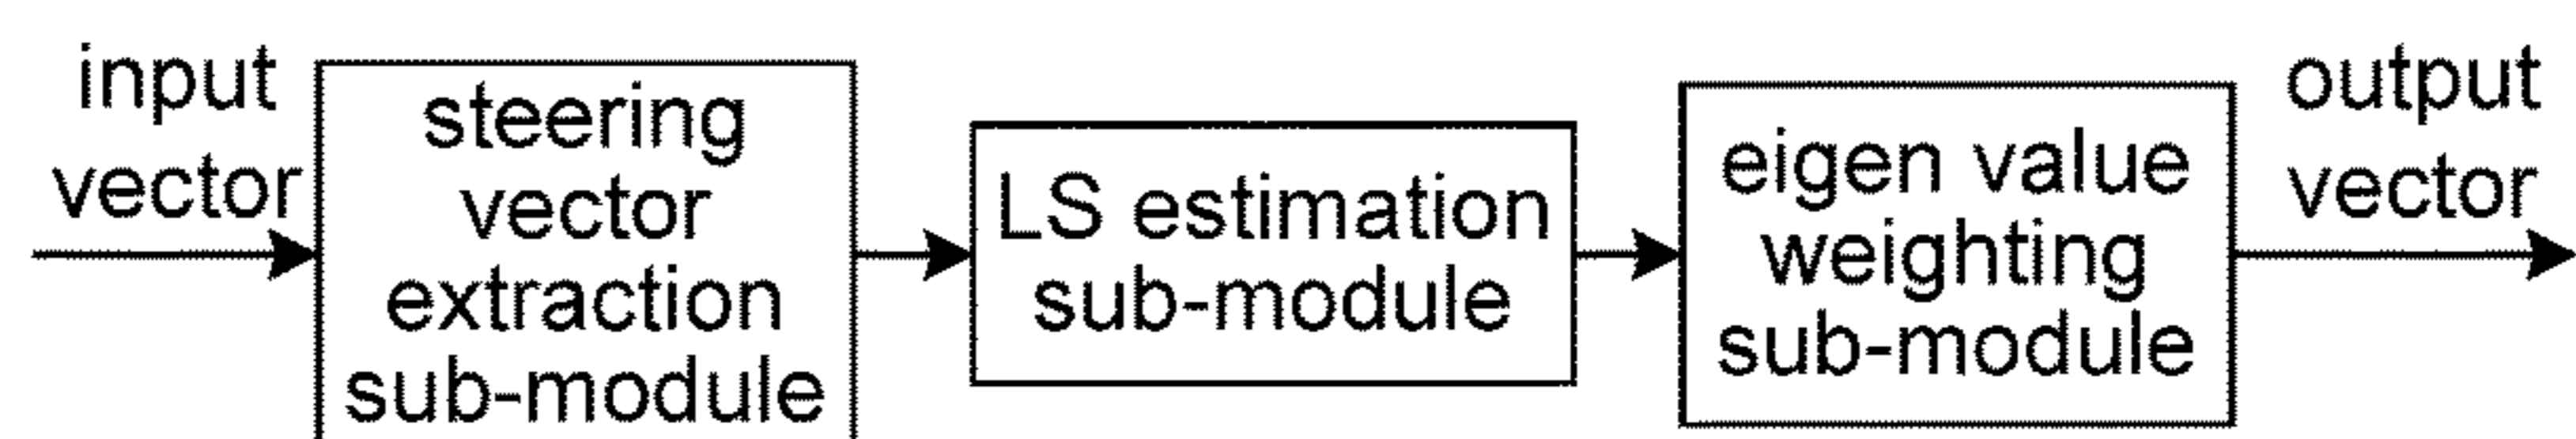 input
vector
steering
vector
extraction
sub-module
LS estimation
sub-module
eigen value
weighting
sub-module
output
vector